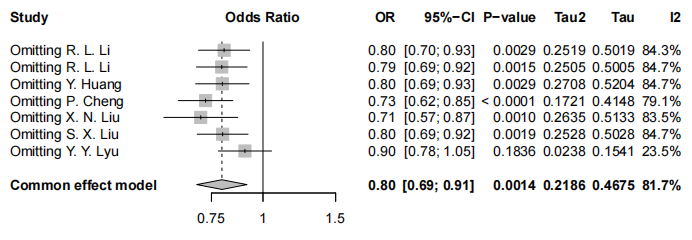 Study Odds Ratio OR 95%-CI P-value Tau2 Tau I2
Omitting R. L. Li 0.80 [0.70; 0.93] 0.0029 0.2519 0.5019 84.3%
Omitting R. L. Li 0.79 [0.69; 0.92] 0.0015 0.2505 0.5005 84.7%
Omitting Y. Huang 0.80 [0.69; 0.93] 0.0029 0.2708 0.5204 84.7%
Omitting P. Cheng 0.73 [0.62; 0.85] < 0.0001 0.1721 0.4148 79.1%
Omitting X. N. Liu 0.71 [0.57; 0.87] 0.0010 0.2635 0.5133 83.5%
Omitting S. X. Liu 0.80 [0.69; 0.92] 0.0019 0.2528 0.5028 84.7%
Omitting Y. Y. Lyu 0.90 [0.78; 1.05] 0.1836 0.0238 0.1541 23.5%
Common effect model 0.80 [0.69; 0.91] 0.0014 0.2186 0.4675 81.7%
0.75 1 1.5